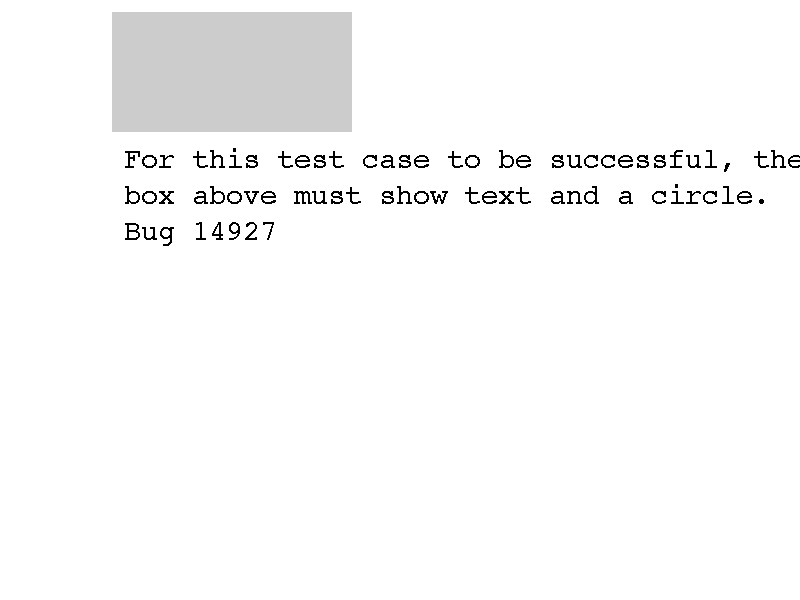 For this test case to be successful, the
box above must show text and a circle.
Bug 14927